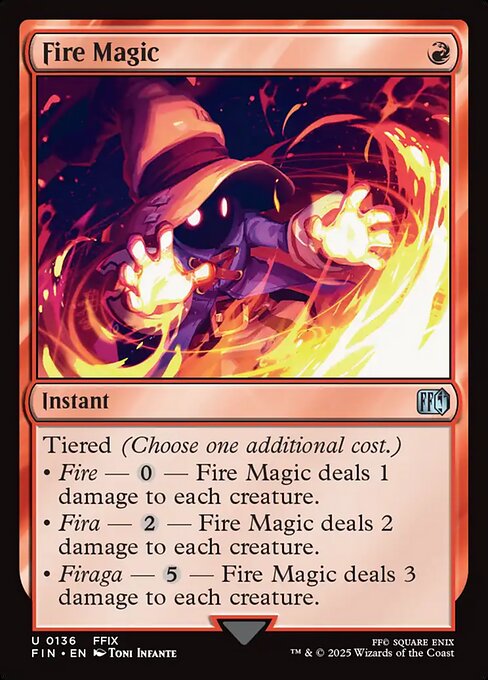 Fire Magic
Instant
FF
Tiered (Choose one additional cost.)
• Fire — 0 — Fire Magic deals 1
damage to each creature.
• Fira — 2 — Fire Magic deals 2
damage to each creature.
• Firaga — 5 — Fire Magic deals 3
damage to each creature.
U 0136 FFIX
FIN • EN Toni Infante
FF© SQUARE ENIX
™ & © 2025 Wizards of the Coast